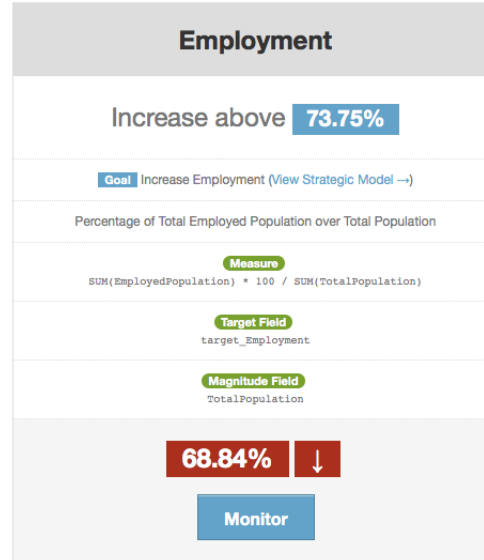 Employment
Increase above 73.75%
Goal Increase Employment (View Strategic Model →)
Percentage of Total Employed Population over Total Population
Measure
SUM(EmployedPopulation) * 100 / SUM(TotalPopulation)
Target Field
target_Employment
Magnitude Field
TotalPopulation
68.84% ↓
Monitor